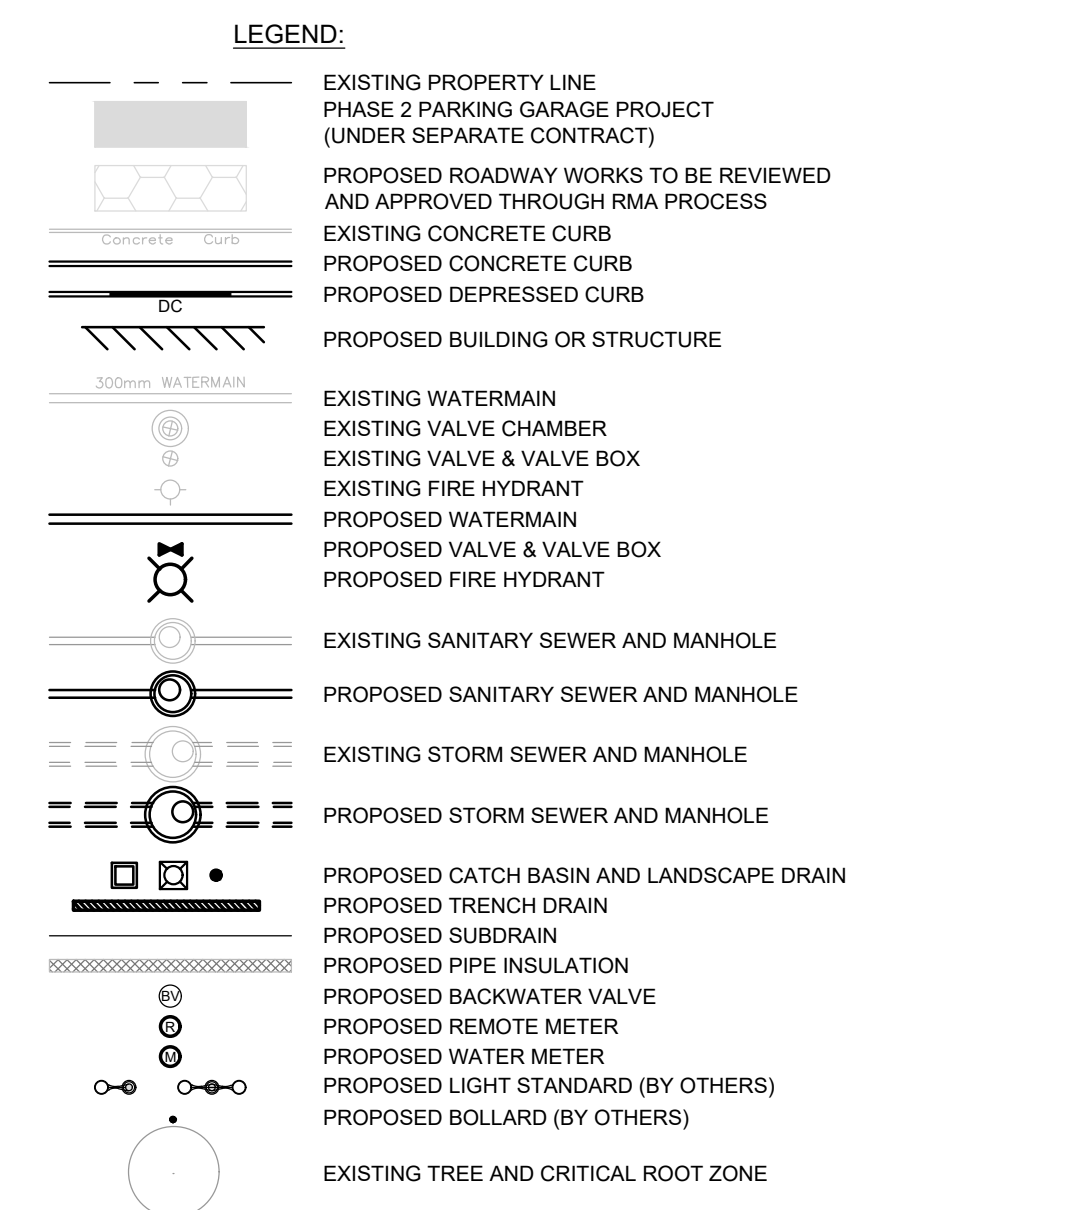 LEGEND:
EXISTING PROPERTY LINE
PHASE 2 PARKING GARAGE PROJECT
(UNDER SEPARATE CONTRACT)
PROPOSED ROADWAY WORKS TO BE REVIEWED
AND APPROVED THROUGH RMA PROCESS
Concrete Curb EXISTING CONCRETE CURB
PROPOSED CONCRETE CURB
PROPOSED DEPRESSED CURB
DC
PROPOSED BUILDING OR STRUCTURE
300mm WATERMAIN
EXISTING WATERMAIN
EXISTING VALVE CHAMBER
EXISTING VALVE & VALVE BOX
EXISTING FIRE HYDRANT
PROPOSED WATERMAIN
PROPOSED VALVE & VALVE BOX
PROPOSED FIRE HYDRANT
EXISTING SANITARY SEWER AND MANHOLE
PROPOSED SANITARY SEWER AND MANHOLE
EXISTING STORM SEWER AND MANHOLE
PROPOSED STORM SEWER AND MANHOLE
PROPOSED CATCH BASIN AND LANDSCAPE DRAIN
PROPOSED TRENCH DRAIN
PROPOSED SUBDRAIN
PROPOSED PIPE INSULATION
BV PROPOSED BACKWATER VALVE
R PROPOSED REMOTE METER
M PROPOSED WATER METER
PROPOSED LIGHT STANDARD (BY OTHERS)
PROPOSED BOLLARD (BY OTHERS)
EXISTING TREE AND CRITICAL ROOT ZONE